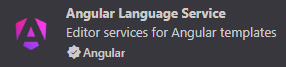 Angular Language Service
Editor services for Angular templates
Angular